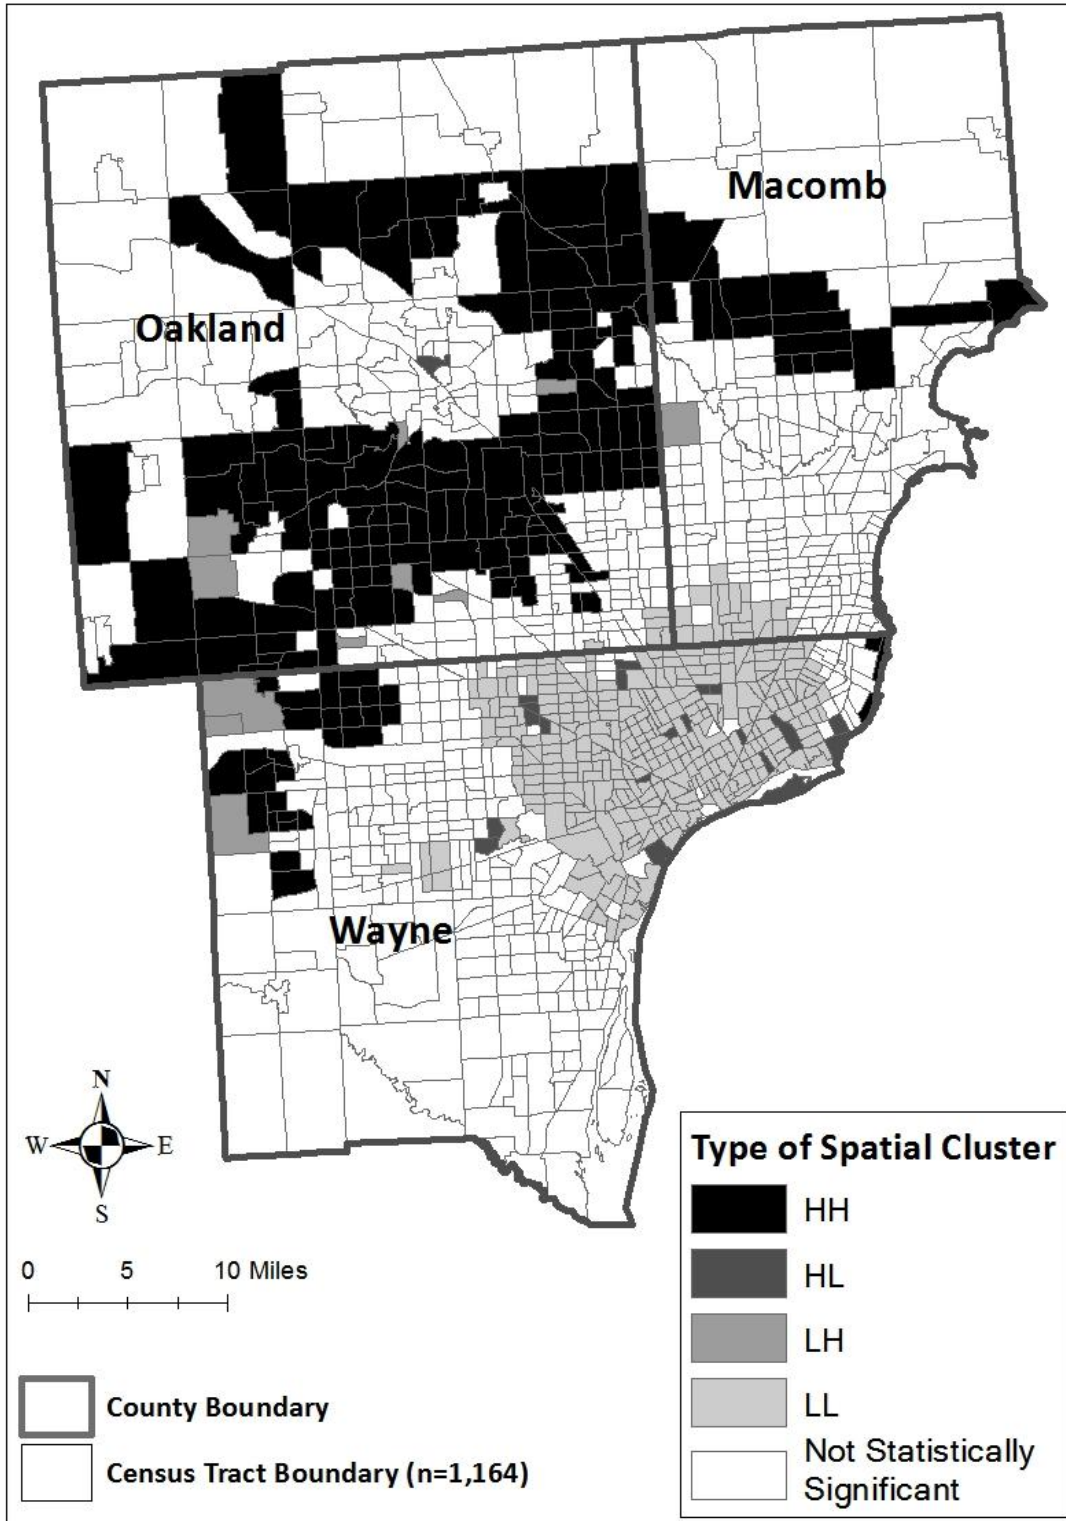 Macomb
Oakland
Wayne
N
W E
S
0 5 10 Miles
County Boundary
Census Tract Boundary (n=1,164)
Type of Spatial Cluster
HH
HL
LH
LL
Not Statistically
Significant